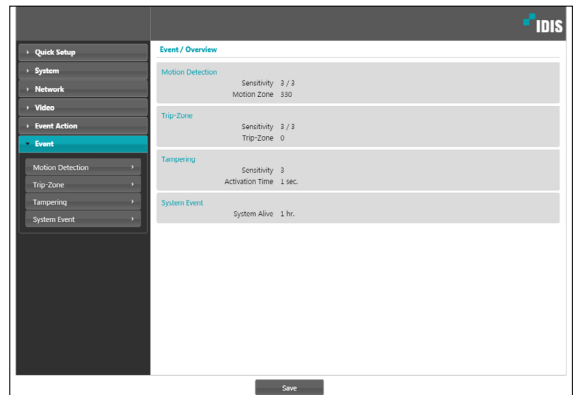 IDIS
Quick Setup
System
Network
Video
Event Action
Event
Motion Detection
Trip-Zone
Tampering
System Event
Event / Overview
Motion Detection
Sensitivity 3 / 3
Motion Zone 330
Trip-Zone
Sensitivity 3 / 3
Trip-Zone 0
Tampering
Sensitivity 3
Activation Time 1 sec.
System Event
System Alive 1 hr.
Save